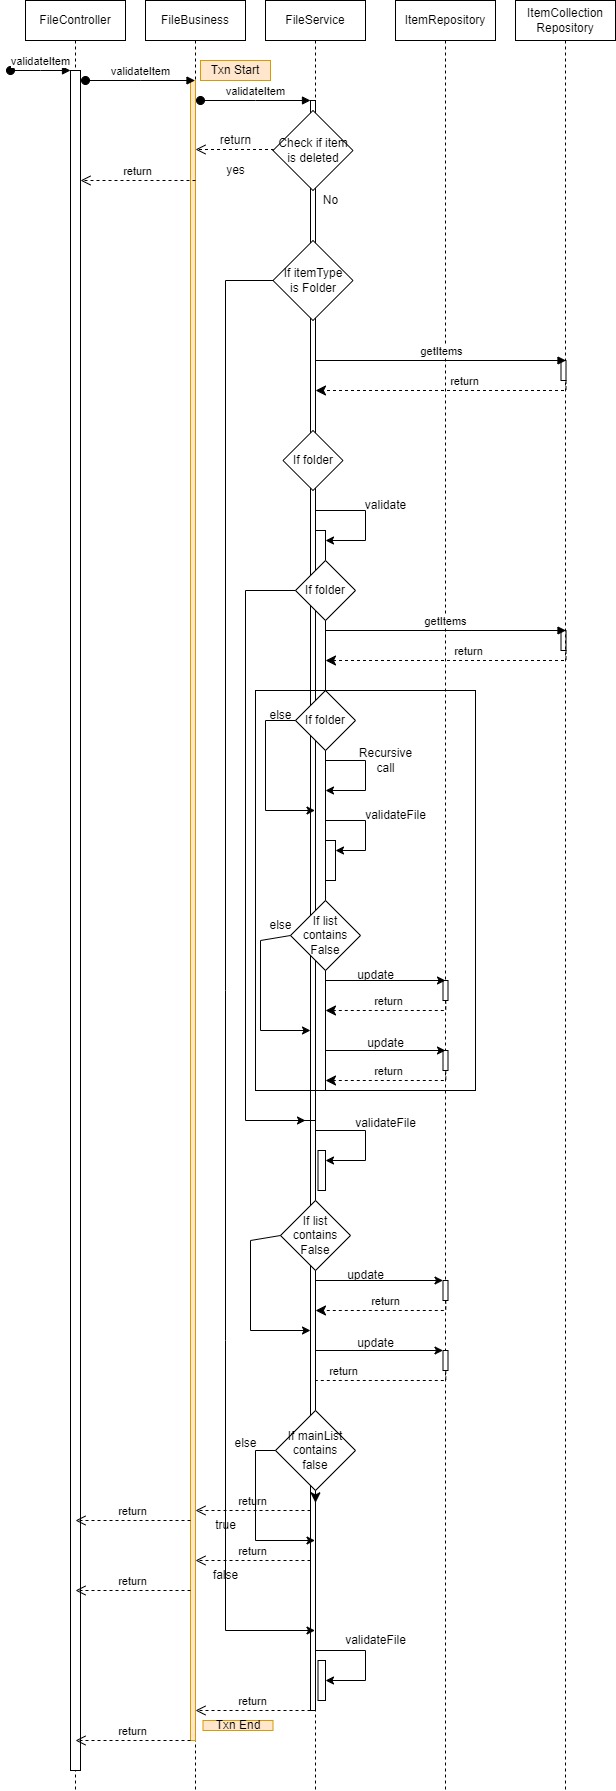 FileController
FileBusiness
FileService
ItemRepository
ItemCollection
Repository
validateItem
validateItem
Txn Start
validateItem
Check if item
is deleted
return
yes
return
No
If itemType
is Folder
getItems
return
If folder
validate
If folder
getItems
return
else
If folder
Recursive
call
validateFile
else
If list
contains
False
update
return
update
return
validateFile
If list
contains
False
update
return
update
return
If mainList
contains
false
else
return
return
true
return
false
return
validateFile
return
Txn End
return